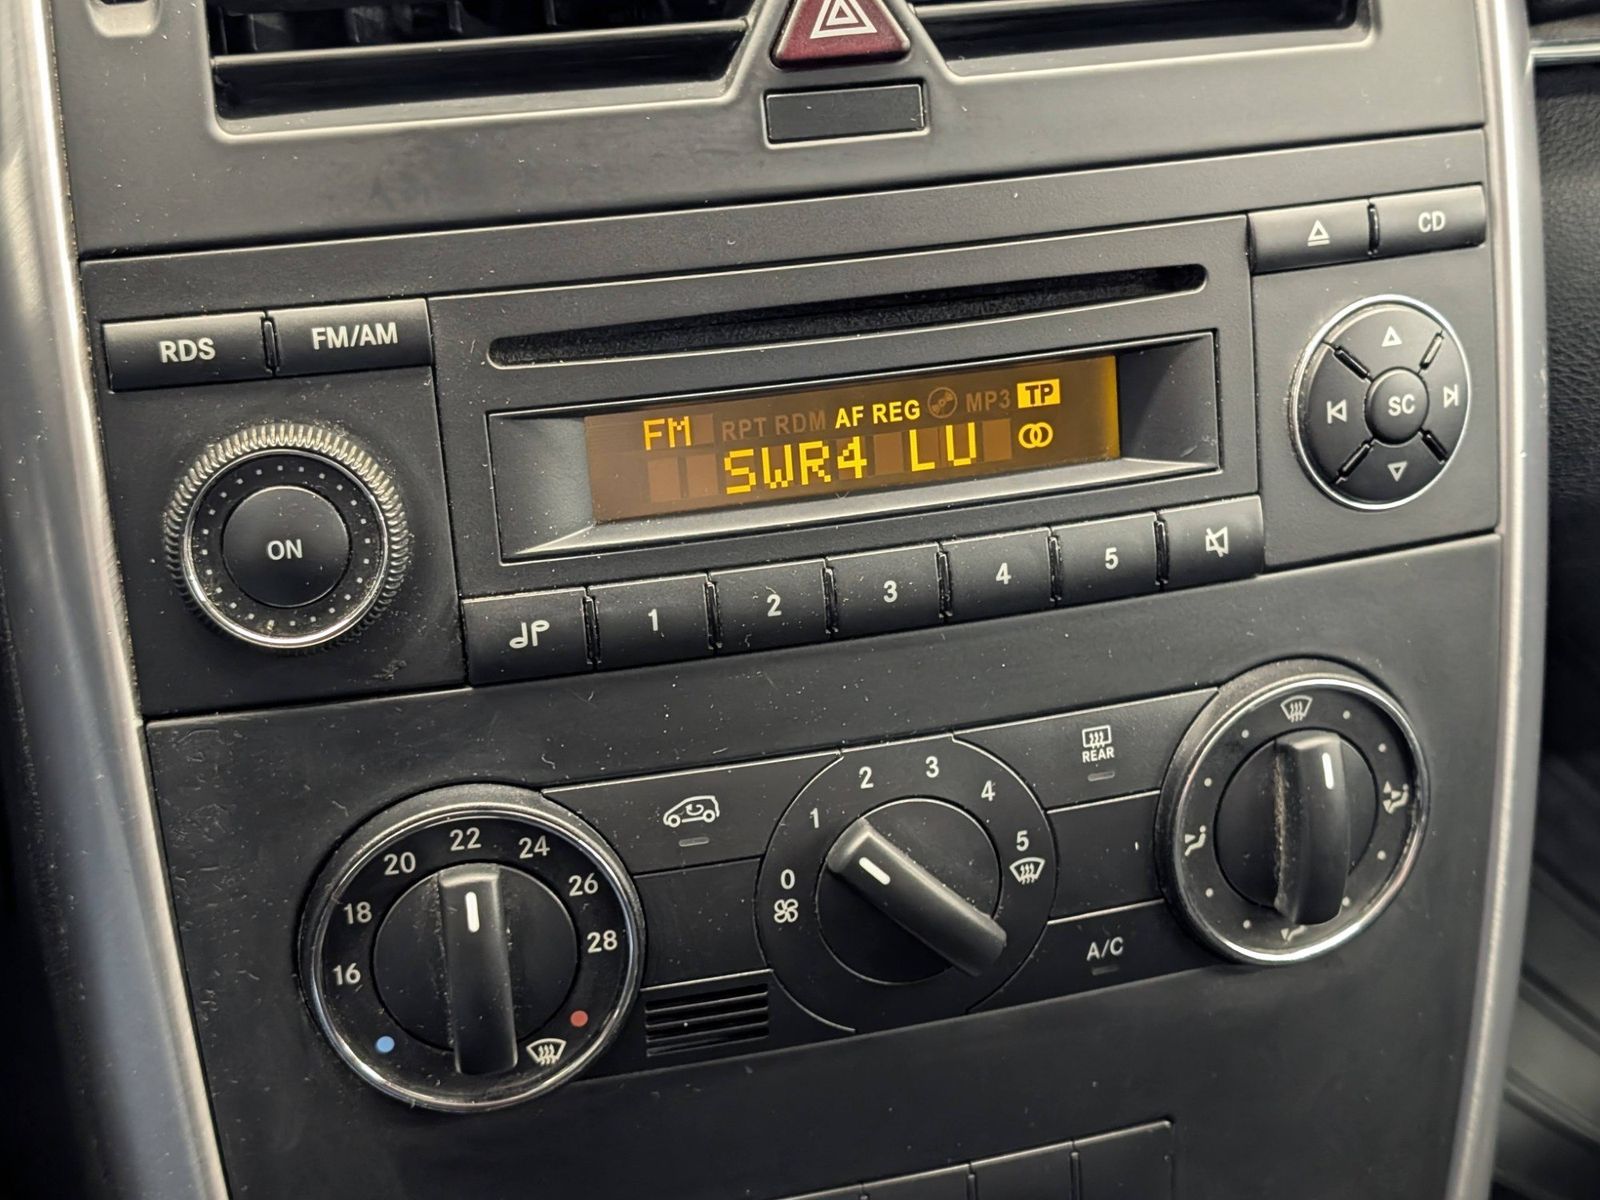 CD
RDS
FM/AM
FM RPT RDM AF REG MP3 TP
SWR4 LU
SC
ON
1 2 3 4 5
REAR
0 1 2 3 4 5
16 18 20 22 24 26 28
A/C